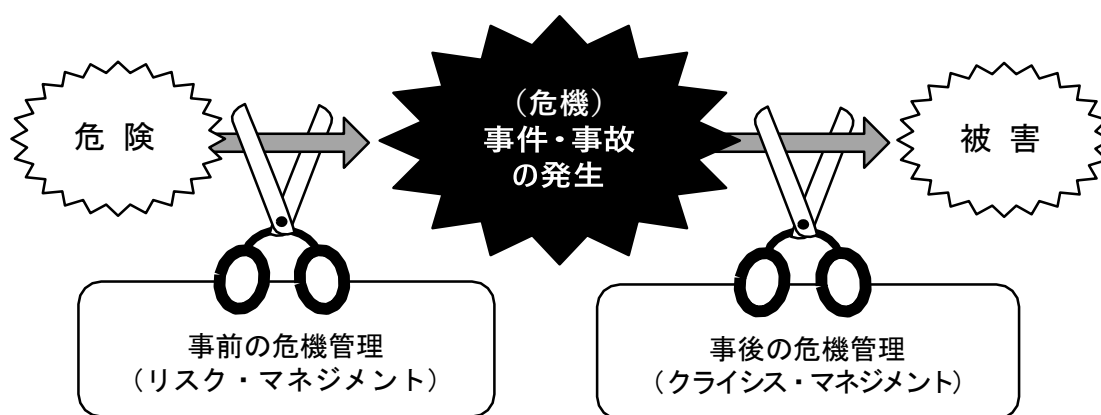 危険
(危機)
事件・事故
の発生
被害
事前の危機管理
(リスク・マネジメント)
事後の危機管理
(クライシス・マネジメント)